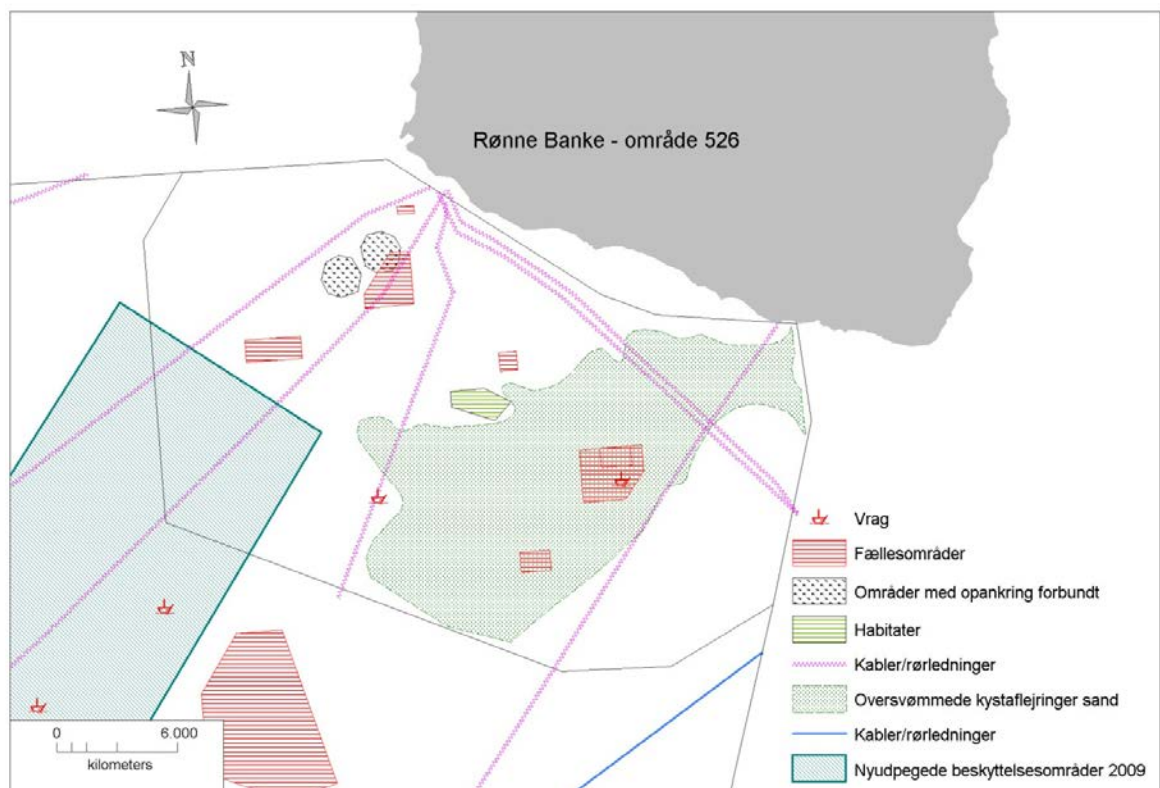 N
Rønne Banke - område 526
Vrag
Fællesområder
Områder med opankring forbundt
Habitater
Kabler/rørledninger
Oversvømmede kystaflejringer sand
Kabler/rørledninger
Nyudpegede beskyttelsesområder 2009
0 6.000
kilometers